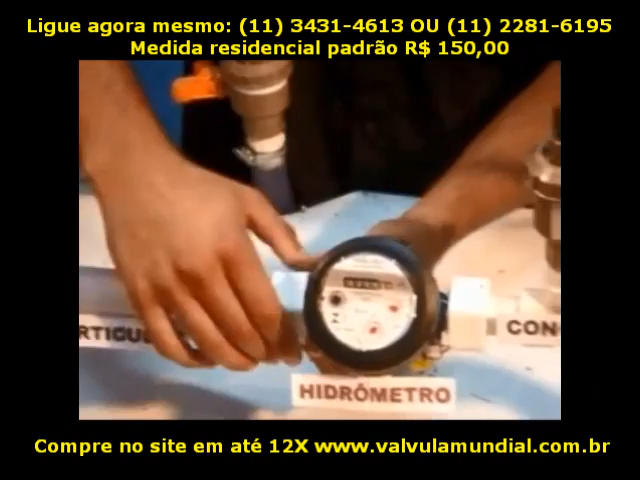 Ligue agora mesmo: (11) 3431-4613 OU (11) 2281-6195
Medida residencial padrão R$ 150,00
HIDRÔMETRO
Compre no site em até 12X www.valvulamundial.com.br